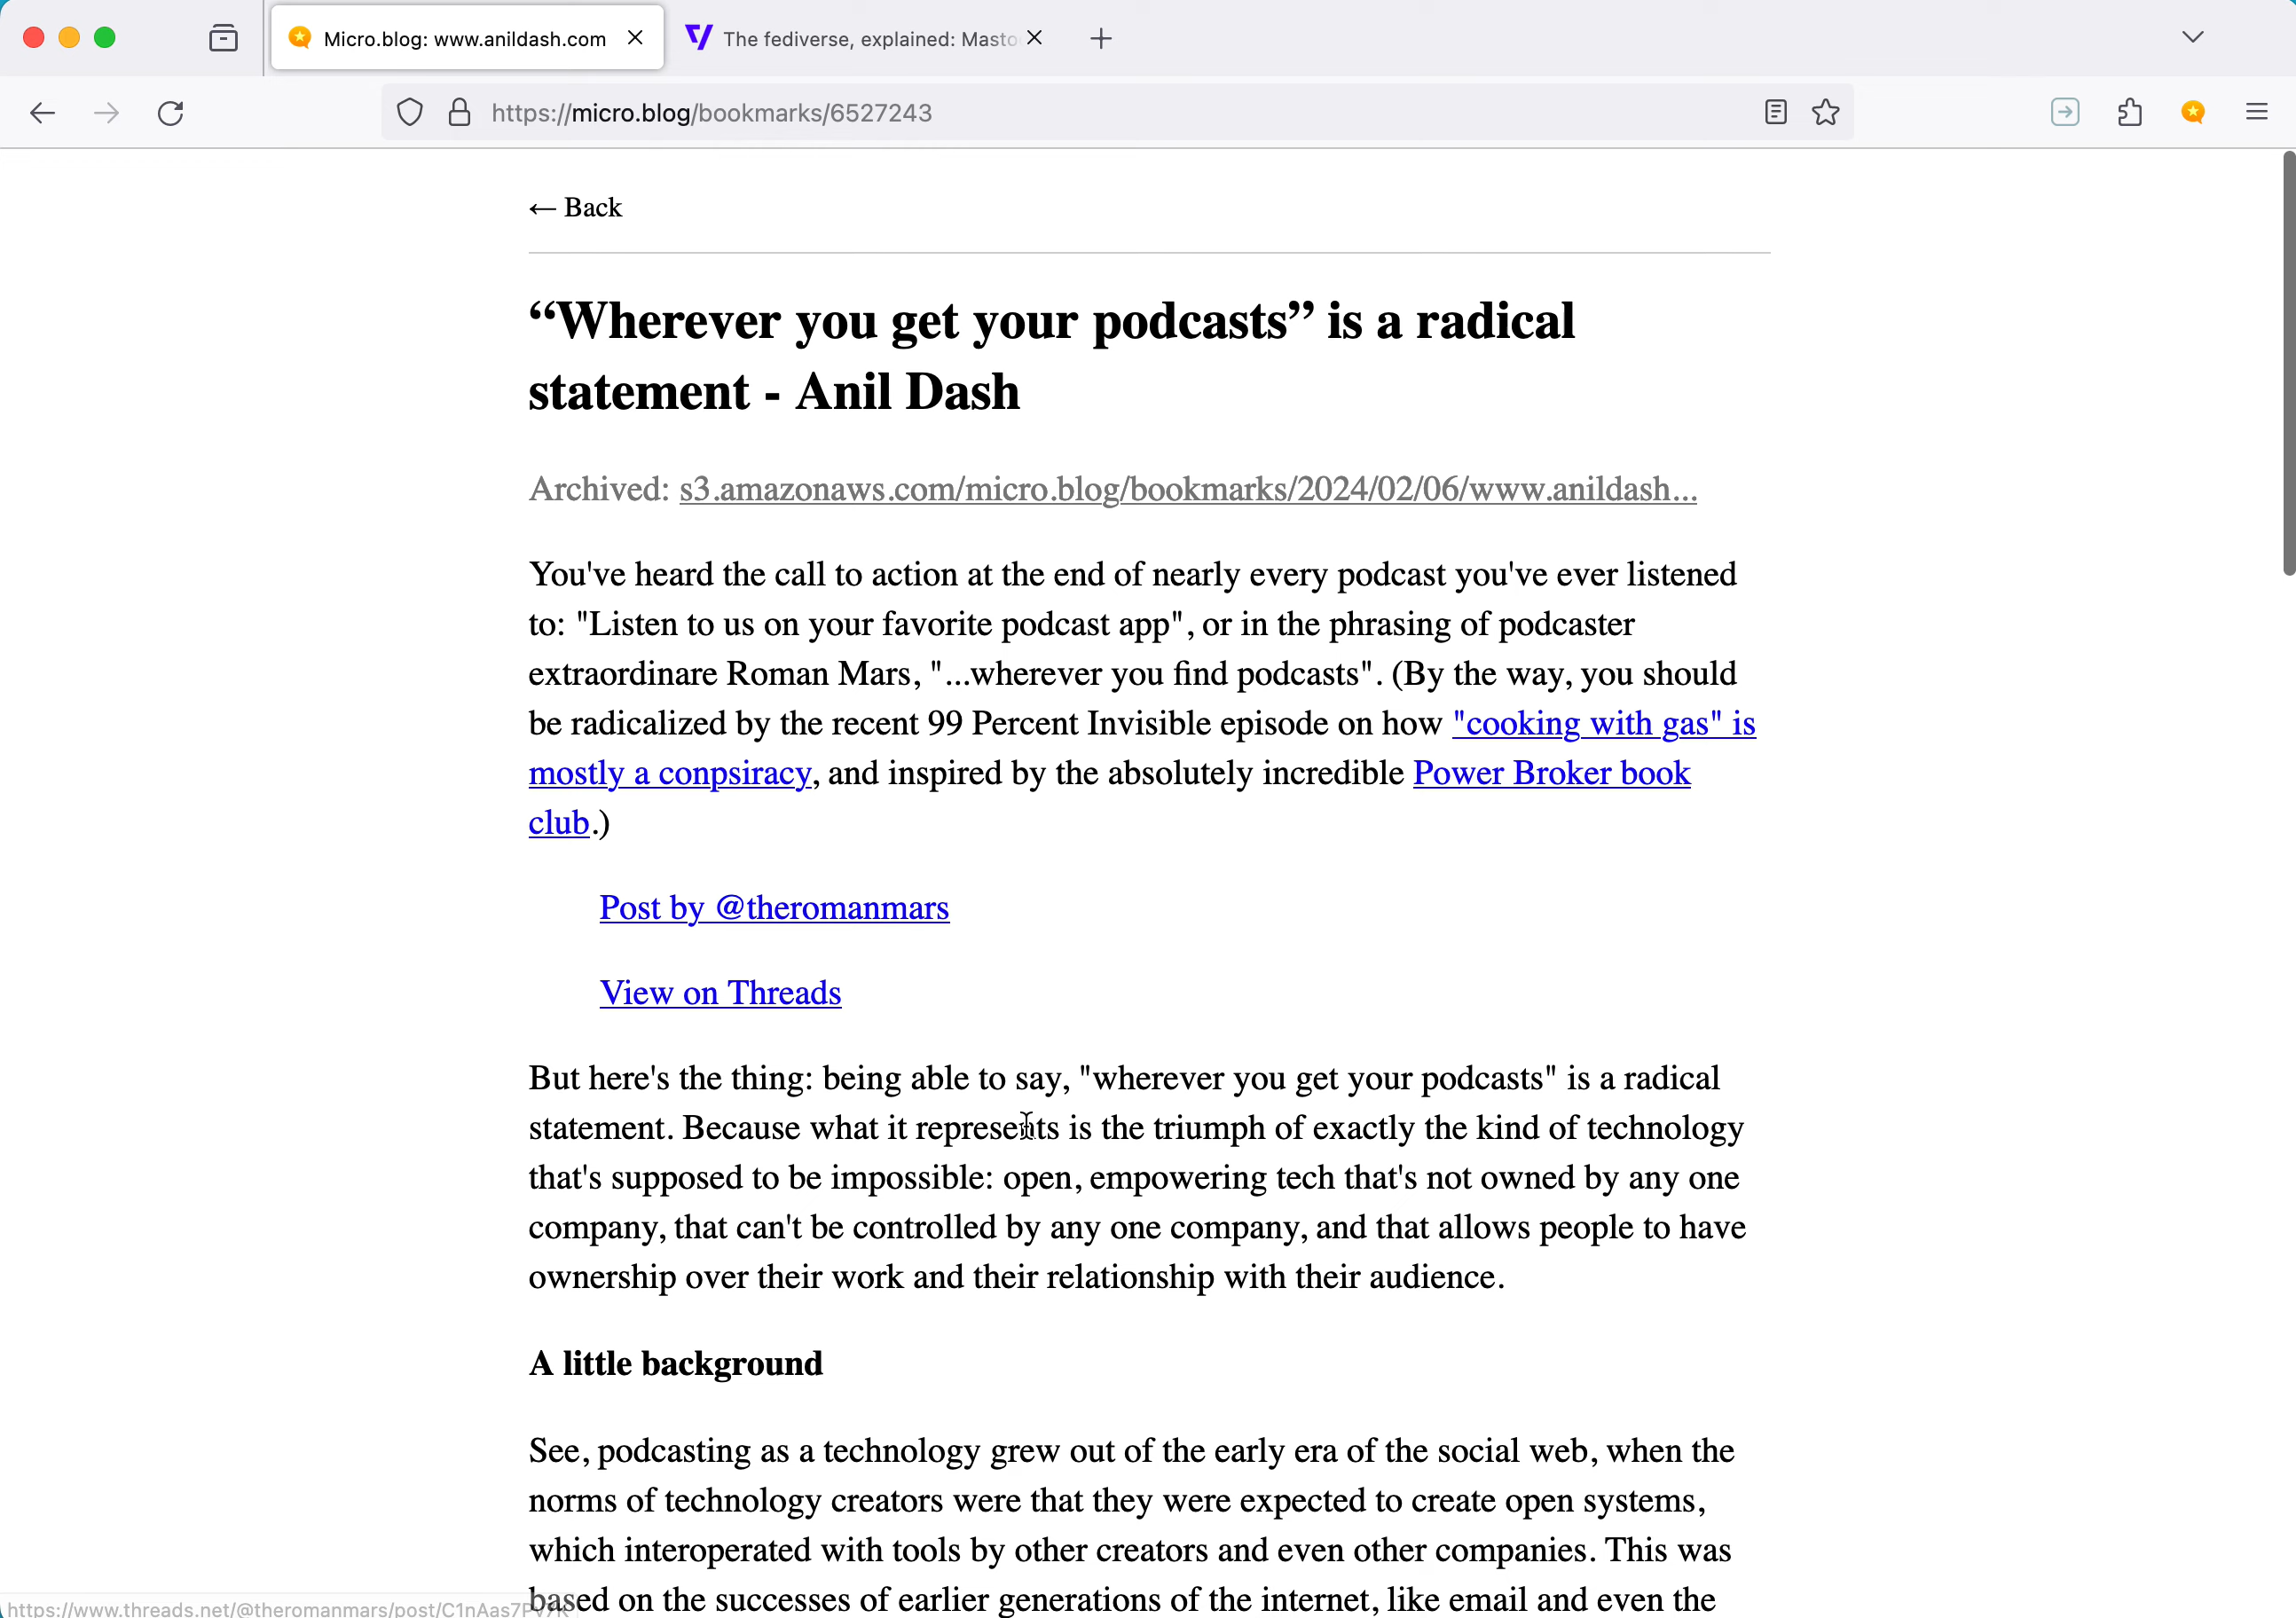 Micro.blog: www.anildash.com
The fediverse, explained: Masto
https://micro.blog/bookmarks/6527243
← Back
“Wherever you get your podcasts” is a radical
statement - Anil Dash
Archived: s3.amazonaws.com/micro.blog/bookmarks/2024/02/06/www.anildash...
You've heard the call to action at the end of nearly every podcast you've ever listened
to: "Listen to us on your favorite podcast app", or in the phrasing of podcaster
extraordinare Roman Mars, "...wherever you find podcasts". (By the way, you should
be radicalized by the recent 99 Percent Invisible episode on how "cooking with gas" is
mostly a conpsiracy, and inspired by the absolutely incredible Power Broker book
club.)
Post by @theromanmars
View on Threads
But here's the thing: being able to say, "wherever you get your podcasts" is a radical
statement. Because what it represents is the triumph of exactly the kind of technology
that's supposed to be impossible: open, empowering tech that's not owned by any one
company, that can't be controlled by any one company, and that allows people to have
ownership over their work and their relationship with their audience.
A little background
See, podcasting as a technology grew out of the early era of the social web, when the
norms of technology creators were that they were expected to create open systems,
which interoperated with tools by other creators and even other companies. This was
based on the successes of earlier generations of the internet, like email and even the